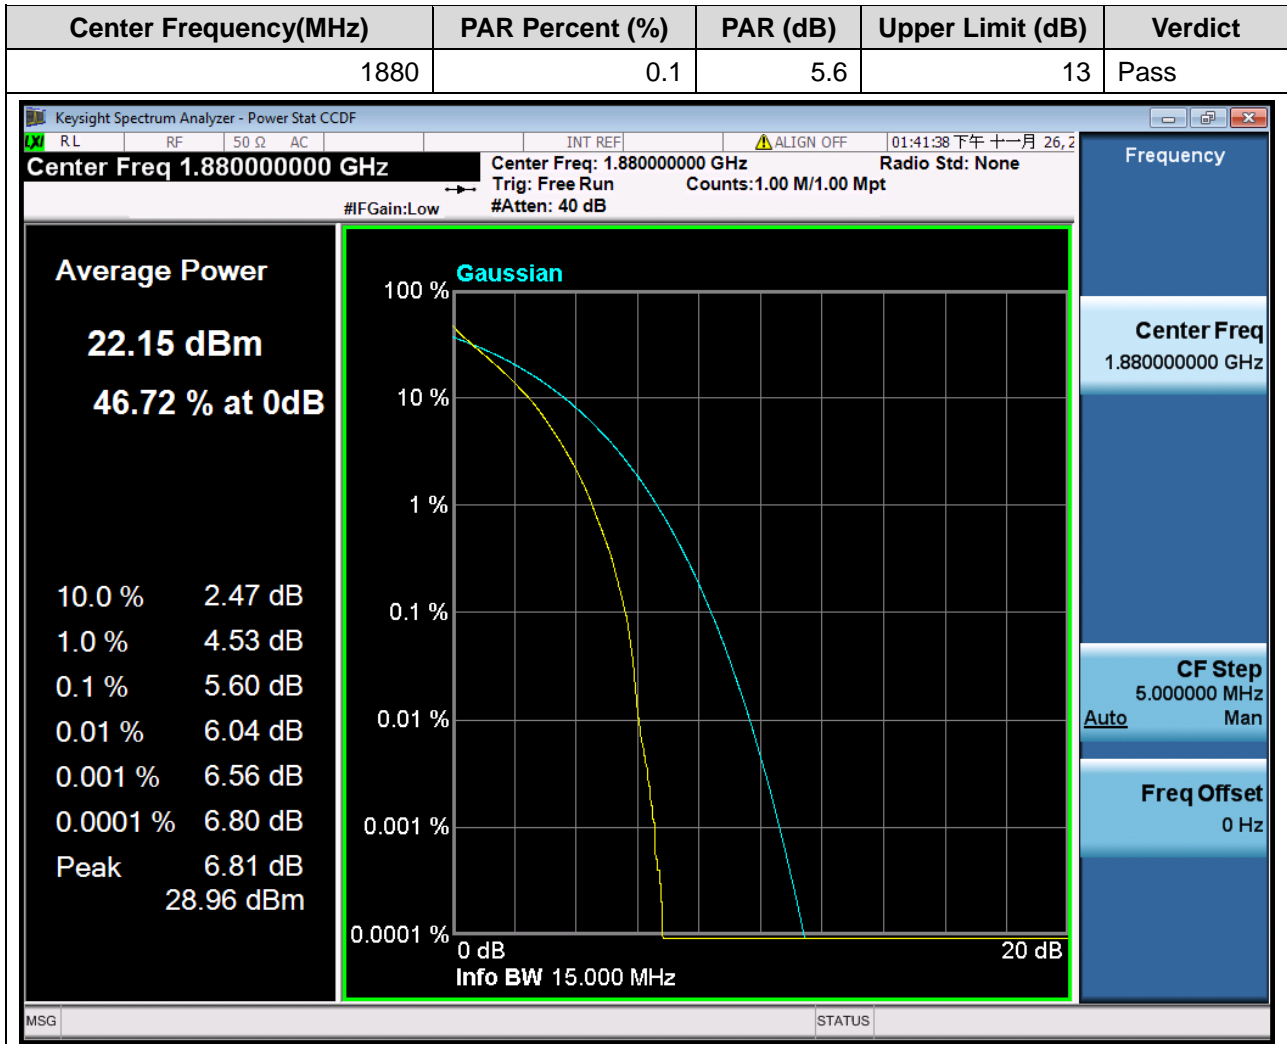 Center Frequency(MHz) PAR Percent (%) PAR (dB) Upper Limit (dB) Verdict
1880 0.1 5.6 13 Pass
Keysight Spectrum Analyzer - Power Stat CCDF
LXI RL RF 50 Ω AC INT REF ALIGN OFF 01:41:38 下午 十一月 26, 2
Center Freq 1.880000000 GHz
Center Freq: 1.880000000 GHz Radio Std: None
Trig: Free Run Counts:1.00 M/1.00 Mpt
#IFGain:Low #Atten: 40 dB
Frequency
Average Power
22.15 dBm
46.72 % at 0dB
10.0 % 2.47 dB
1.0 % 4.53 dB
0.1 % 5.60 dB
0.01 % 6.04 dB
0.001 % 6.56 dB
0.0001 % 6.80 dB
Peak 6.81 dB
28.96 dBm
Gaussian
100 %
10 %
1 %
0.1 %
0.01 %
0.001 %
0.0001 %
0 dB 20 dB
Info BW 15.000 MHz
Center Freq
1.880000000 GHz
CF Step
5.000000 MHz
Auto Man
Freq Offset
0 Hz
MSG STATUS